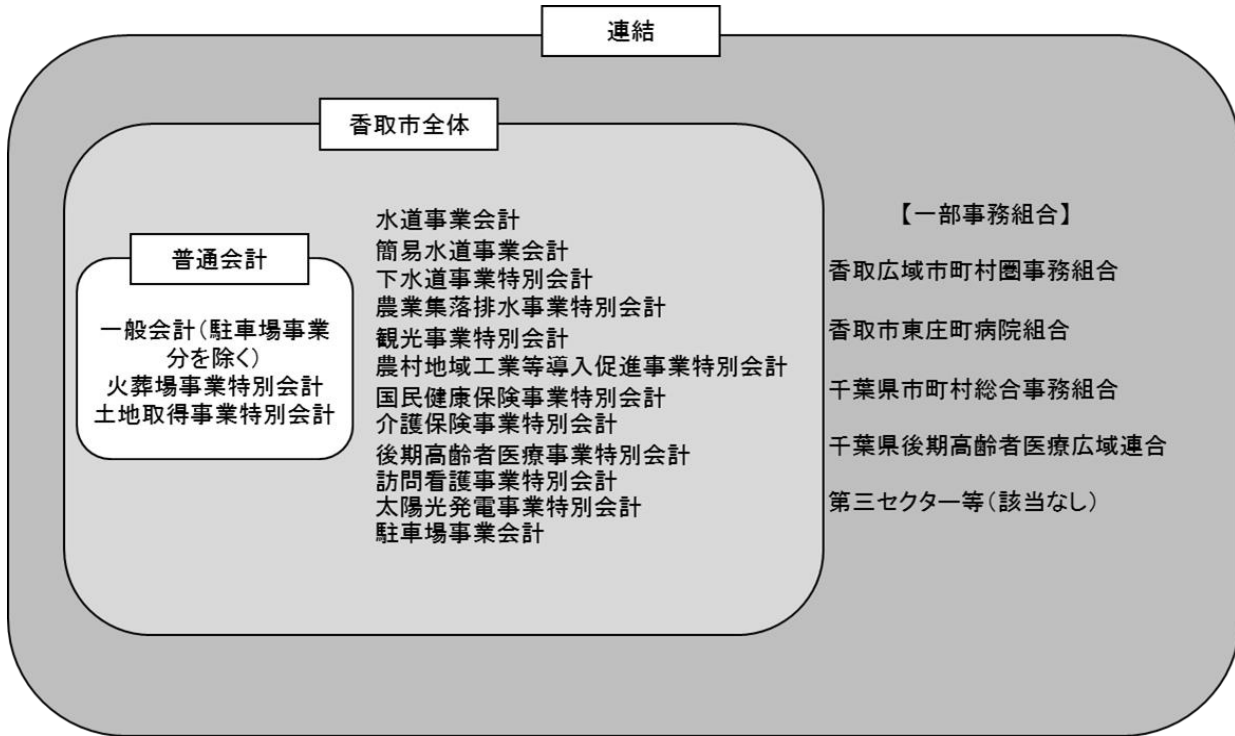 連結
香取市全体
普通会計
一般会計(駐車場事業
分を除く)
火葬場事業特別会計
土地取得事業特別会計
水道事業会計
簡易水道事業会計
下水道事業特別会計
農業集落排水事業特別会計
観光事業特別会計
農村地域工業等導入促進事業特別会計
国民健康保険事業特別会計
介護保険事業特別会計
後期高齢者医療事業特別会計
訪問看護事業特別会計
太陽光発電事業特別会計
駐車場事業会計
【一部事務組合】
香取広域市町村圏事務組合
香取市東庄町病院組合
千葉県市町村総合事務組合
千葉県後期高齢者医療広域連合
第三セクター等(該当なし)